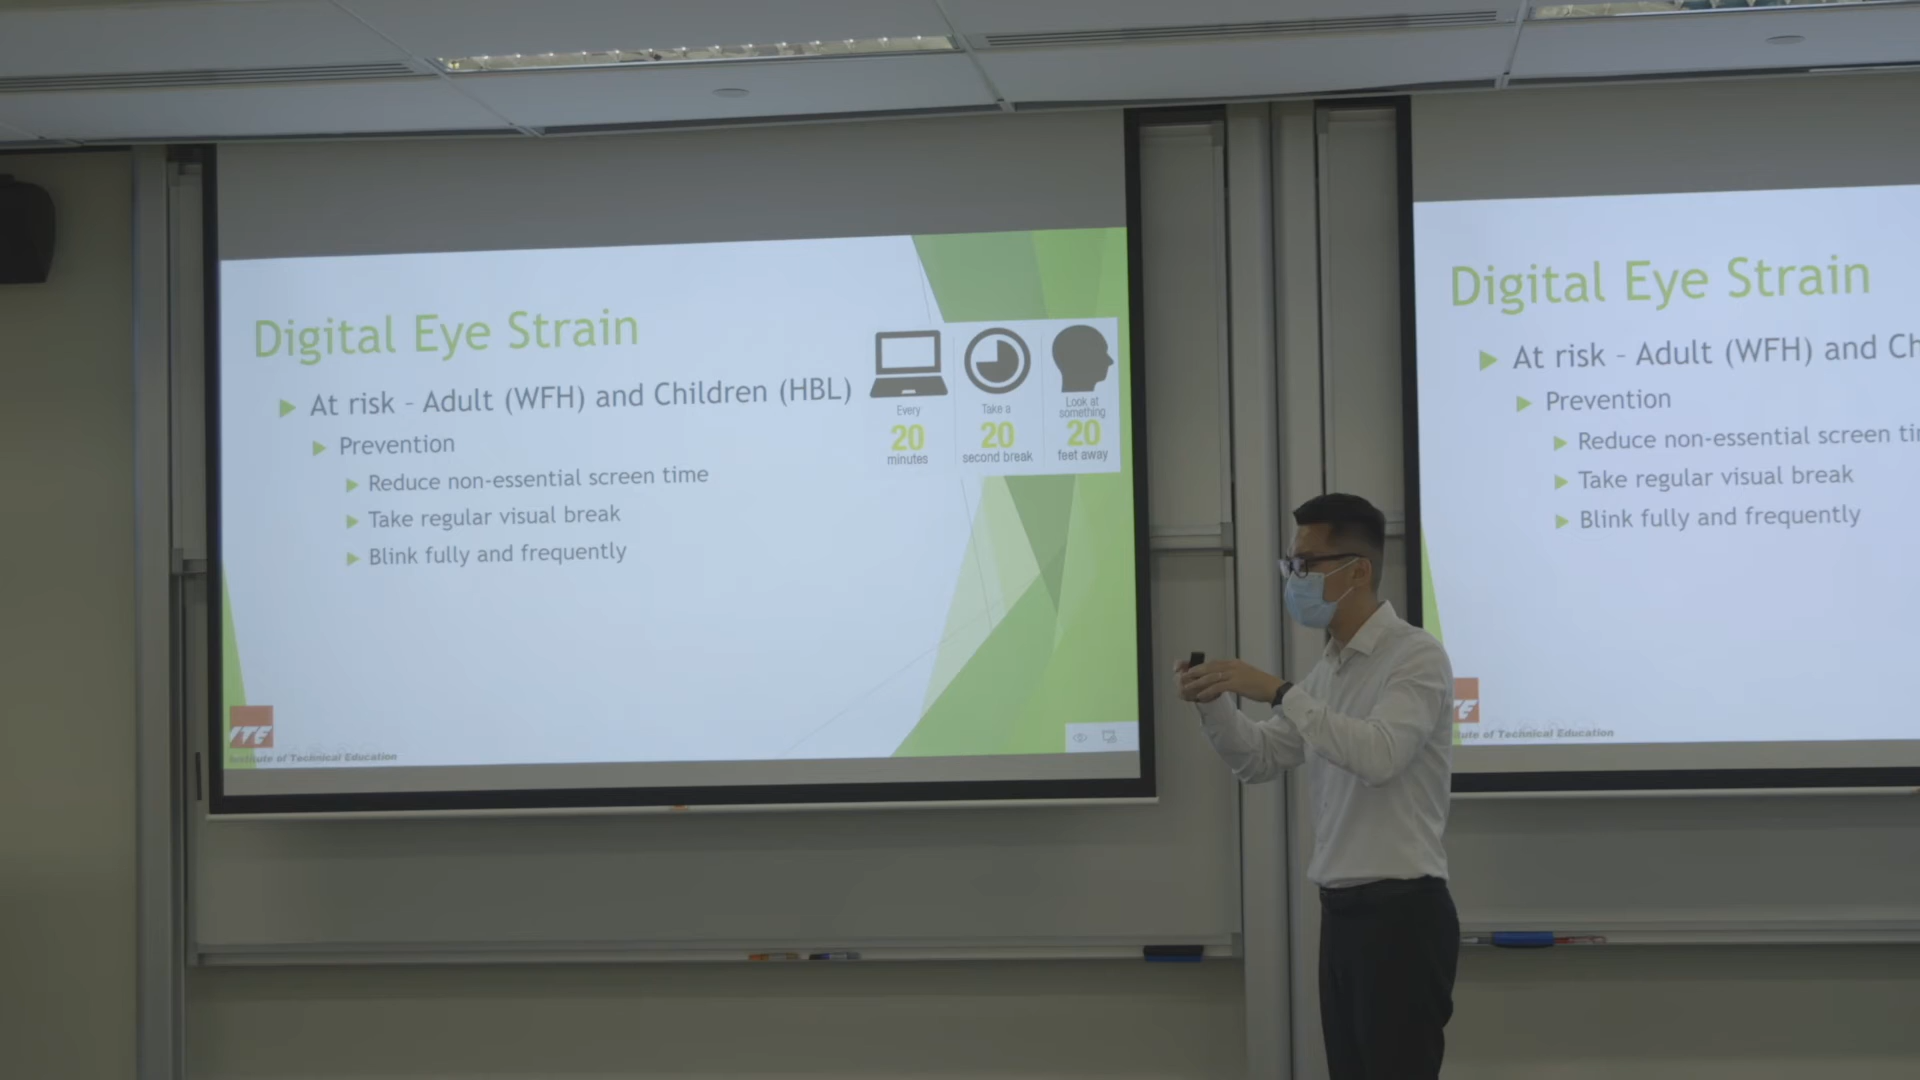 Digital Eye Strain
At risk – Adult (WFH) and Children (HBL)
Prevention
Reduce non-essential screen time
Take regular visual break
Blink fully and frequently
Every
20
minutes
Take a
20
second break
Look at
something
20
feet away
ITE
Institute of Technical Education
Digital Eye Strain
At risk – Adult (WFH) and Ch
Prevention
Reduce non-essential screen ti
Take regular visual break
Blink fully and frequently
TE
tute of Technical Education